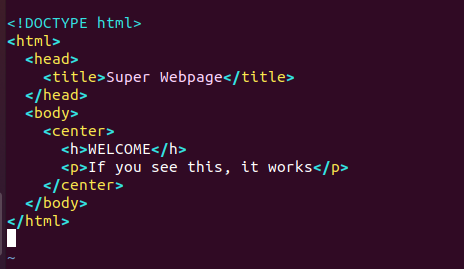 <!DOCTYPE html>
<html>
  <head>
    <title>Super Webpage</title>
  </head>
  <body>
    <center>
      <h>WELCOME</h>
      <p>If you see this, it works</p>
    </center>
  </body>
</html>
~